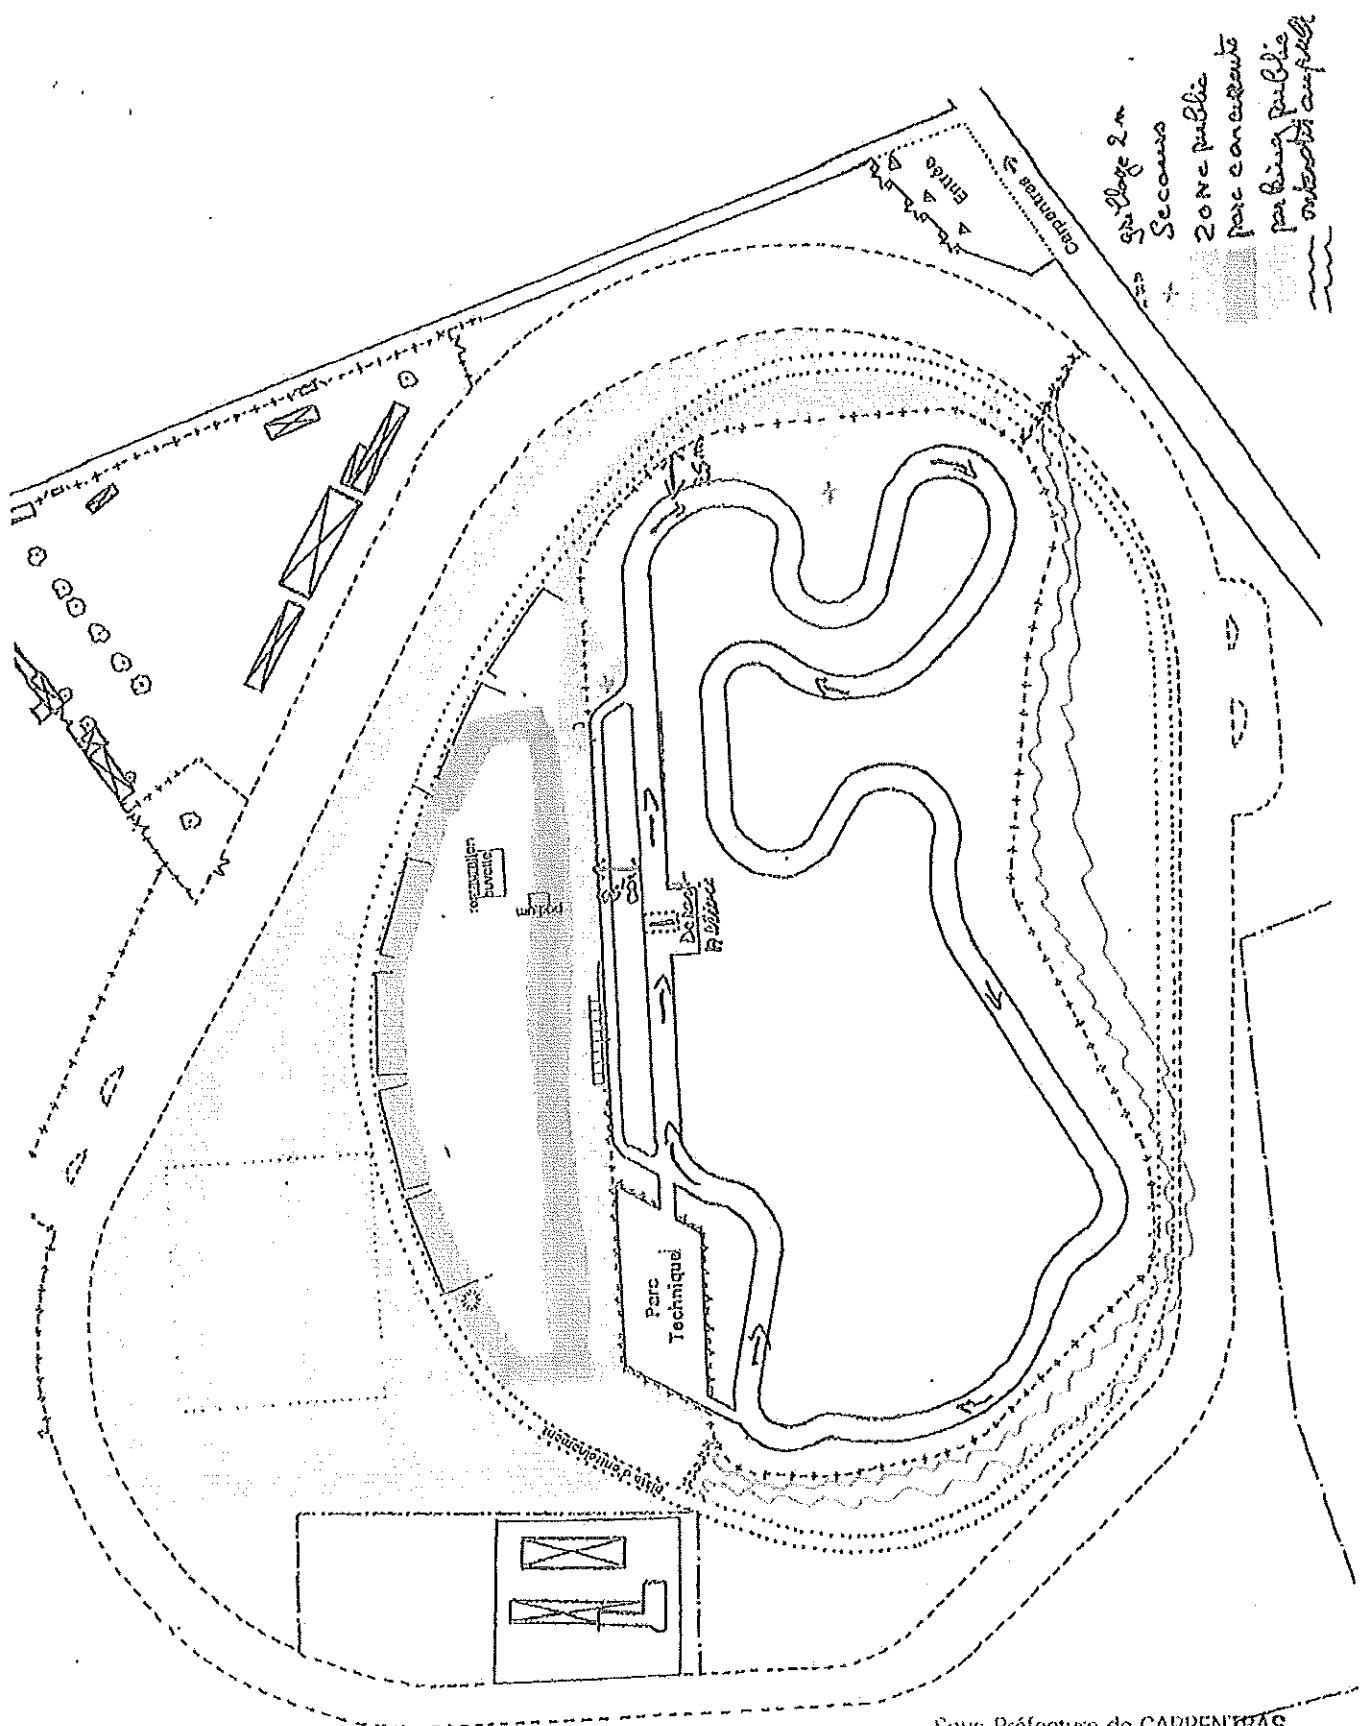 grillage 2m
Secours
zone public
parc concurrents
parking public
Carpentras
Entrée
restauration
buvette
podium
Parc
Technique
piste d'entrainement
Sous-Préfecture de CARPENTRAS